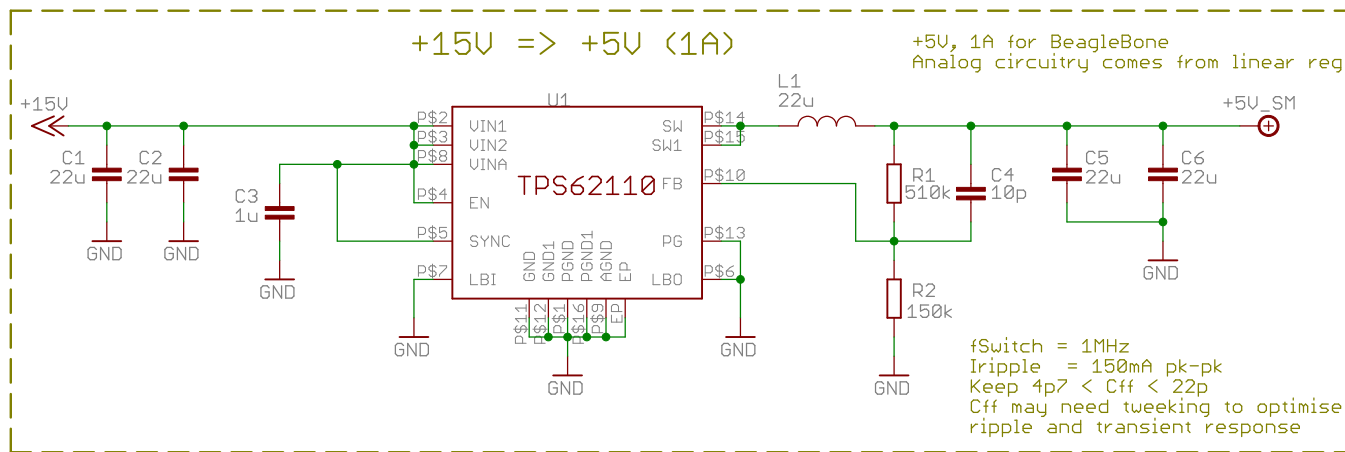 +15V => +5V (1A)
+5V, 1A for BeagleBone
Analog circuitry comes from linear reg
+15V
U1
L1
22u
+5V_SM
P$2
VIN1
SW
P$14
P$3
VIN2
SW1
P$15
P$8
VINA
C1
22u
C2
22u
C3
1u
TPS62110
FB
P$10
R1
510k
C4
10p
C5
22u
C6
22u
P$4
EN
P$5
SYNC
PG
P$13
P$7
LBI
LBO
P$6
GND
GND1
PGND
PGND1
AGND
EP
P$11
P$12
P$1
P$16
P$9
EP
GND
GND
GND
GND
GND
GND
GND
GND
R2
150k
fSwitch = 1MHz
Iripple = 150mA pk-pk
Keep 4p7 < Cff < 22p
Cff may need tweeking to optimise
ripple and transient response